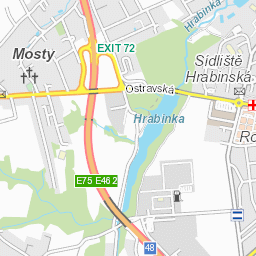 Hrabinka
Mosty
EXIT 72
Sídliště
Hrabinská
Ostravská
Hrabinka
E75 E46 2
48